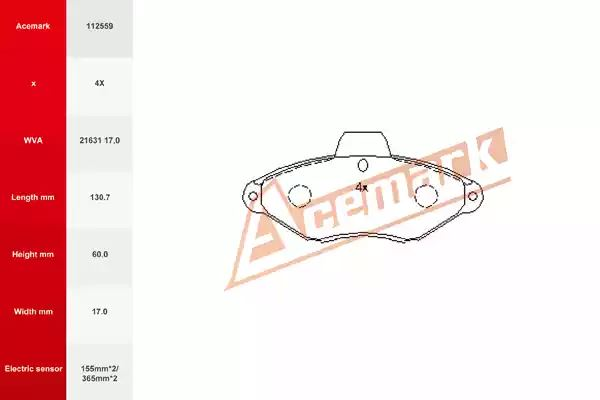 Acemark 112559
x 4X
WVA 21631 17,0
Length mm 130.7
Height mm 60,0
Width mm 17.0
Electric sensor 155mm*2/
365mm*2
4x
Acemark